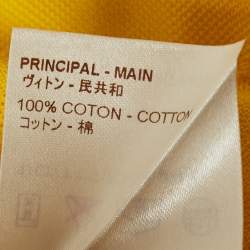 PRINCIPAL - MAIN
ヴィトン - 民共和
100% COTON - COTTON
コットン - 棉